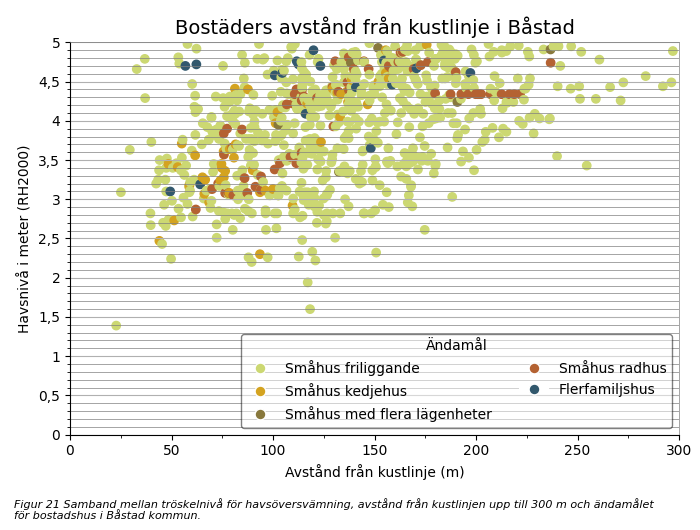 Bostäders avstånd från kustlinje i Båstad
5
4,5
4
3,5
3
2,5
2
1,5
1
0,5
0
Havsnivå i meter (RH2000)
Ändamål
Småhus friliggande
Småhus kedjehus
Småhus med flera lägenheter
Småhus radhus
Flerfamiljshus
0 50 100 150 200 250 300
Avstånd från kustlinje (m)
Figur 21 Samband mellan tröskelnivå för havsöversvämning, avstånd från kustlinjen upp till 300 m och ändamålet
för bostadshus i Båstad kommun.